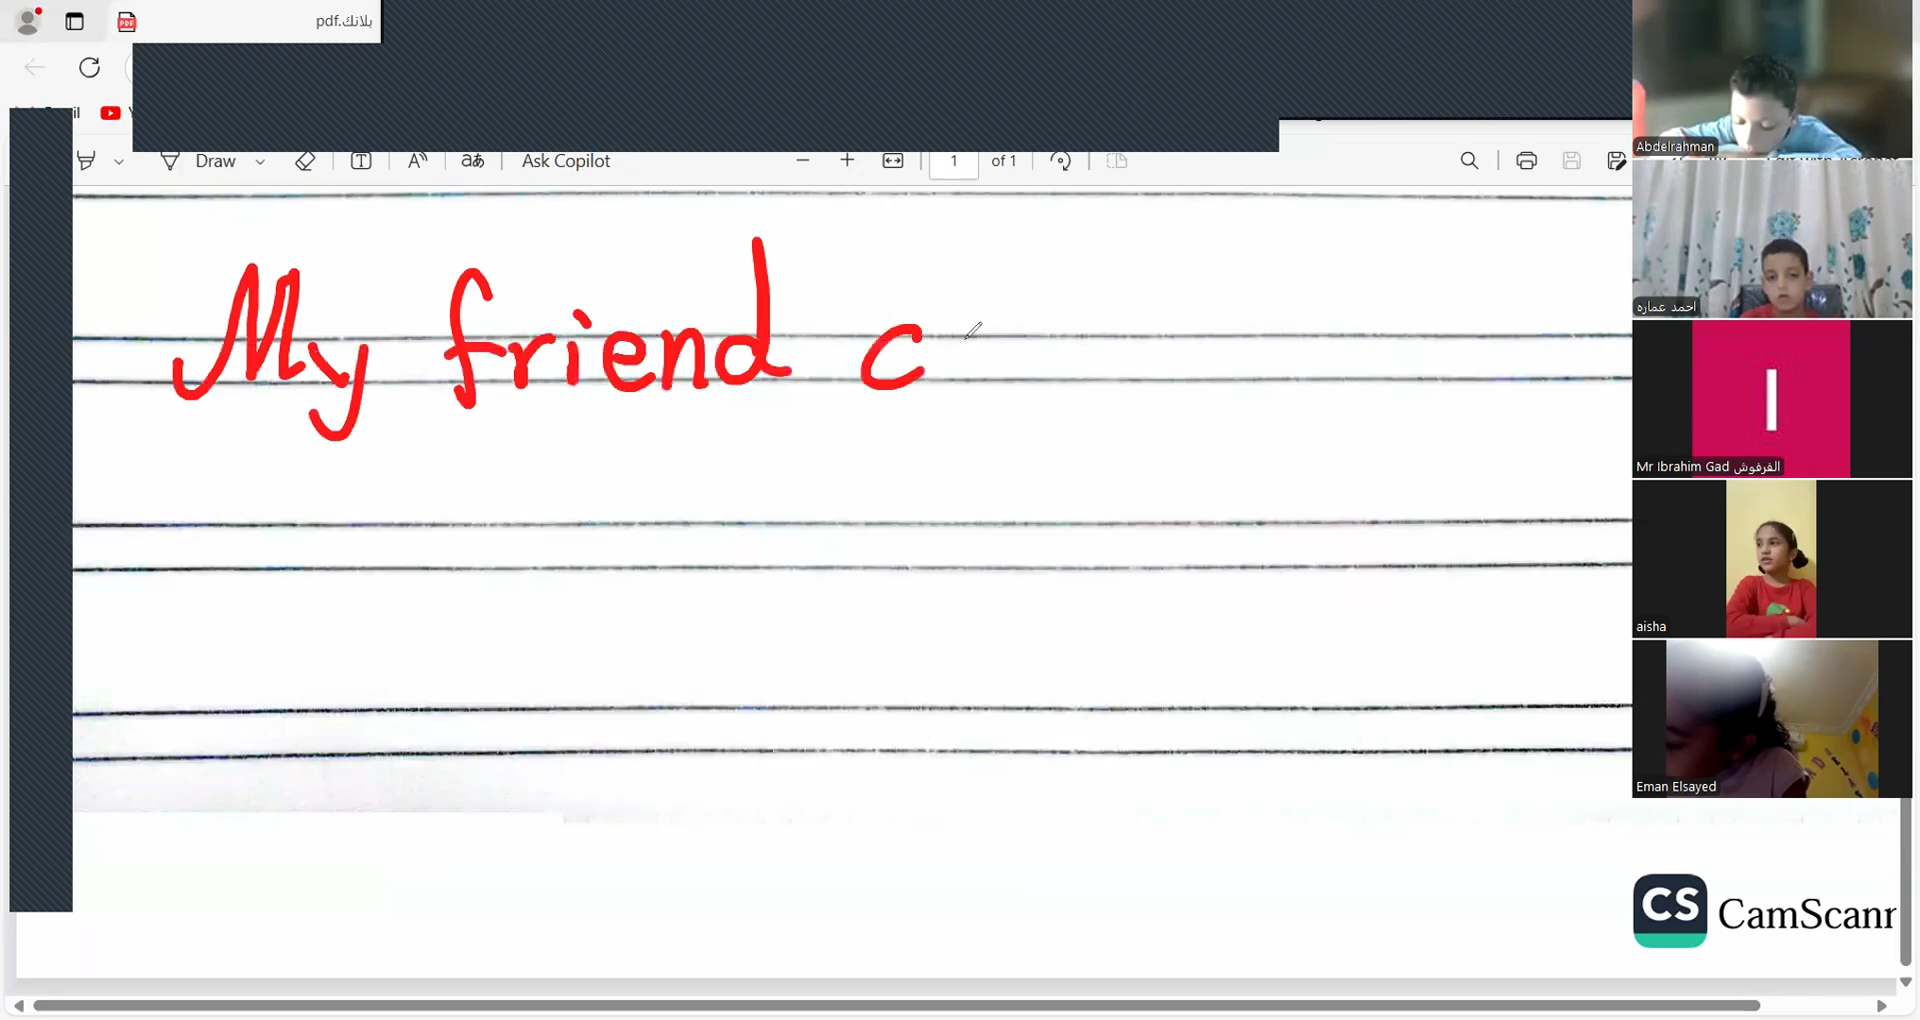 بلانك.pdf
Draw
Ask Copilot
1 of 1
My friend c
Abdelrahman
احمد عماره
I
Mr Ibrahim Gad الفرفوش
aisha
Eman Elsayed
CS CamScanr